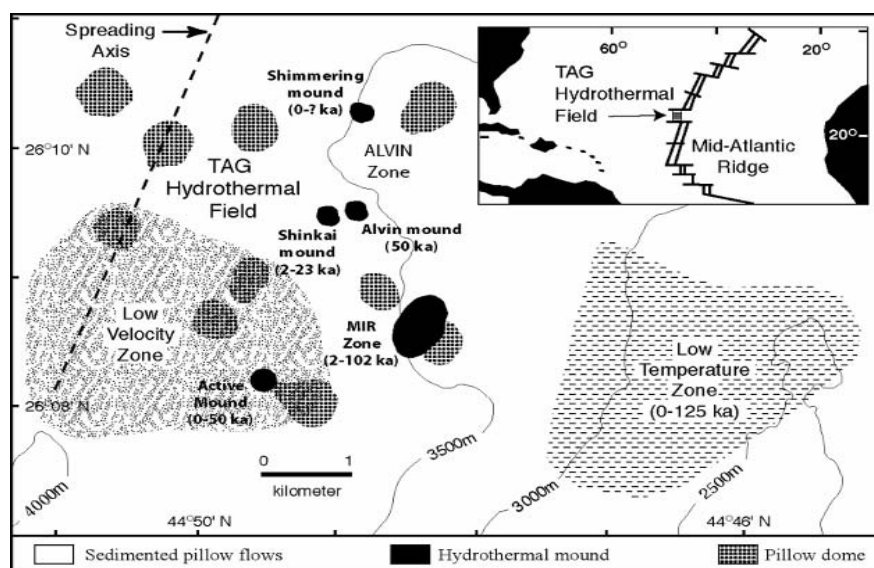 Spreading
Axis
Shimmering
mound
(0-? ka)
60°
20°
TAG
Hydrothermal
Field
20°
Mid-Atlantic
Ridge
26°10' N
TAG
Hydrothermal
Field
ALVIN
Zone
Shinkai
mound
(2-23 ka)
Alvin mound
(50 ka)
Low
Velocity
Zone
MIR
Zone
(2-102 ka)
Low
Temperature
Zone
(0-125 ka)
Active
Mound
(0-50 ka)
26°08' N
0 1
kilometer
4000m
3500m
3000m
2500m
44°50' N
44°46' N
Sedimented pillow flows
Hydrothermal mound
Pillow dome